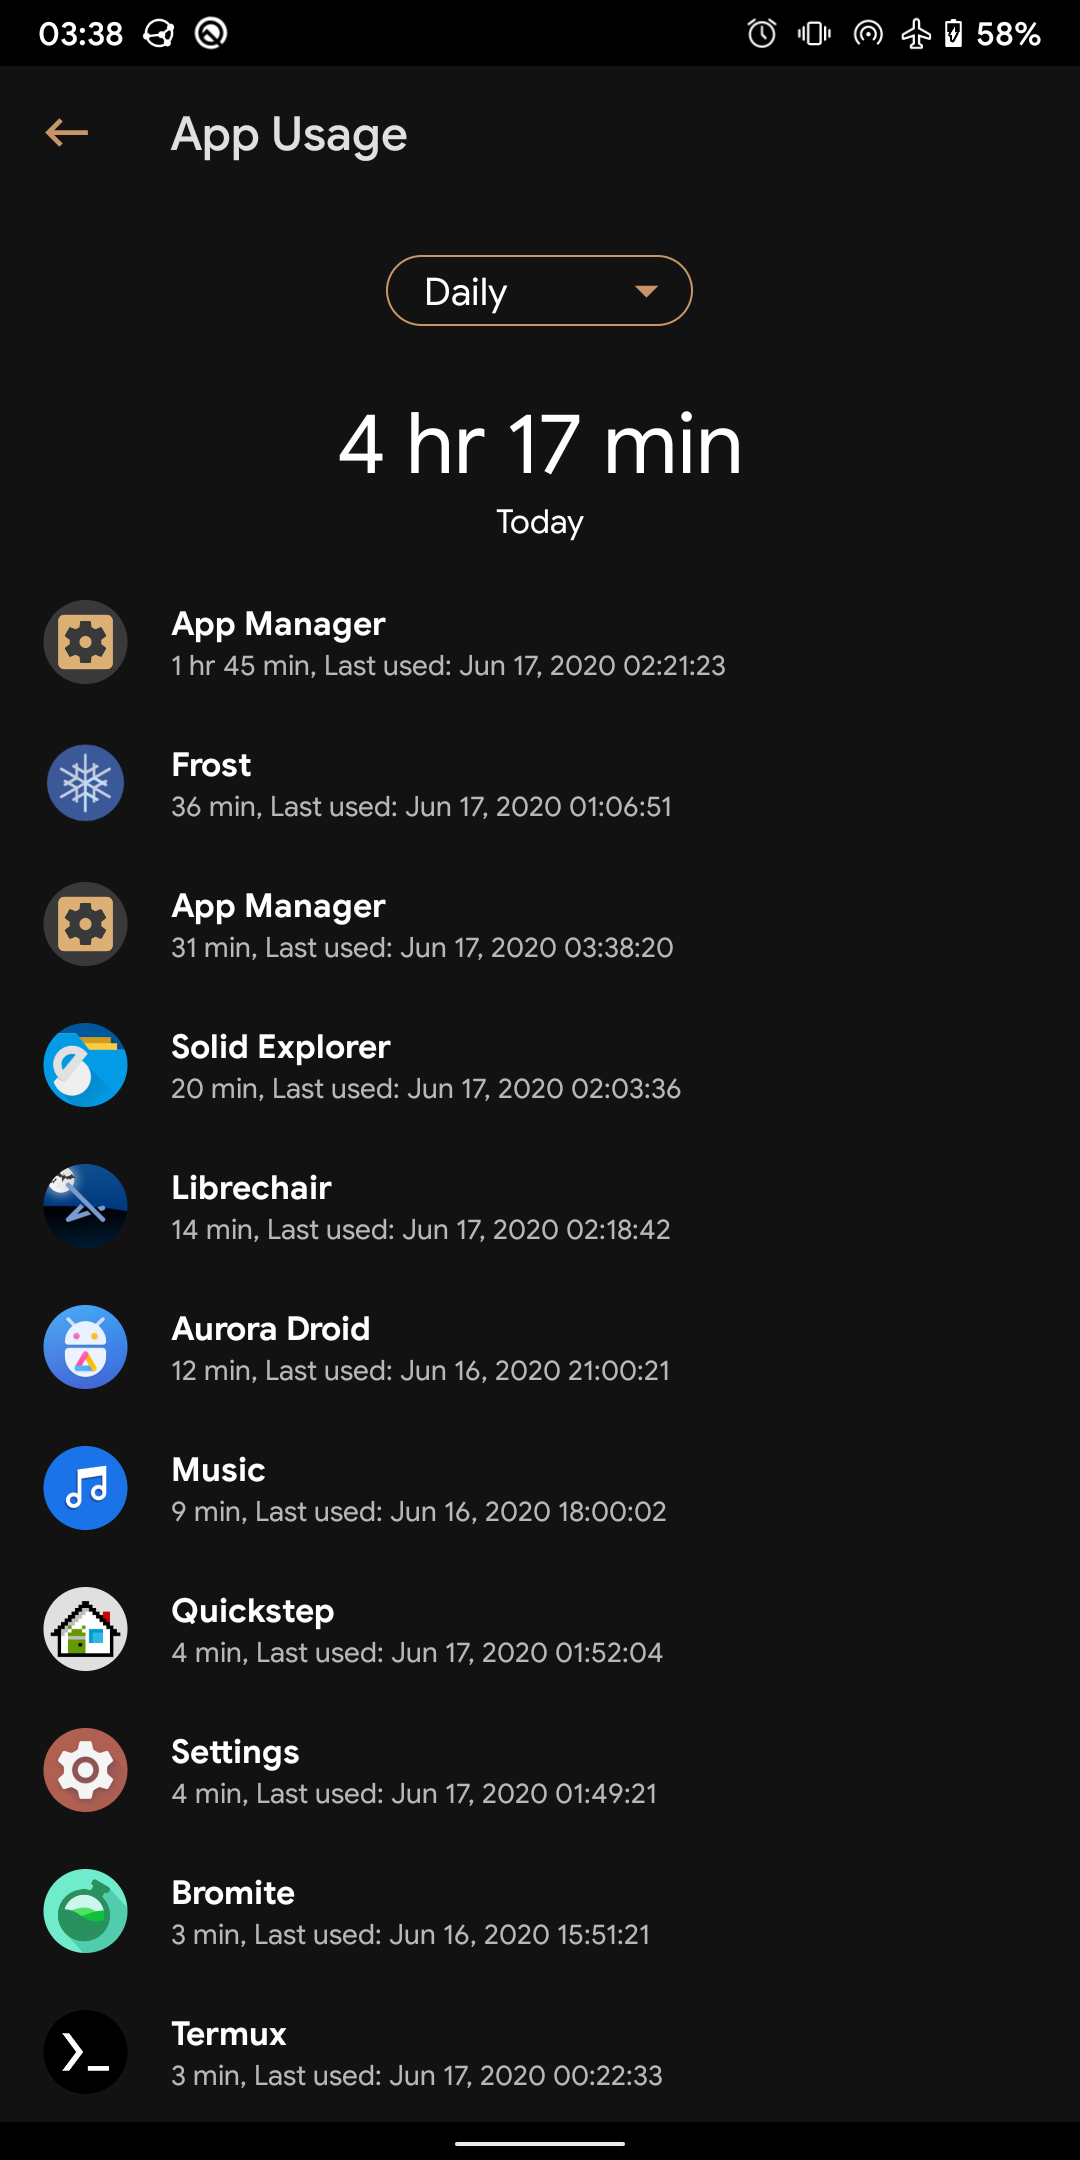 03:38 58%
App Usage
Daily
4 hr 17 min
Today
App Manager
1 hr 45 min, Last used: Jun 17, 2020 02:21:23
Frost
36 min, Last used: Jun 17, 2020 01:06:51
App Manager
31 min, Last used: Jun 17, 2020 03:38:20
Solid Explorer
20 min, Last used: Jun 17, 2020 02:03:36
Librechair
14 min, Last used: Jun 17, 2020 02:18:42
Aurora Droid
12 min, Last used: Jun 16, 2020 21:00:21
Music
9 min, Last used: Jun 16, 2020 18:00:02
Quickstep
4 min, Last used: Jun 17, 2020 01:52:04
Settings
4 min, Last used: Jun 17, 2020 01:49:21
Bromite
3 min, Last used: Jun 16, 2020 15:51:21
Termux
3 min, Last used: Jun 17, 2020 00:22:33